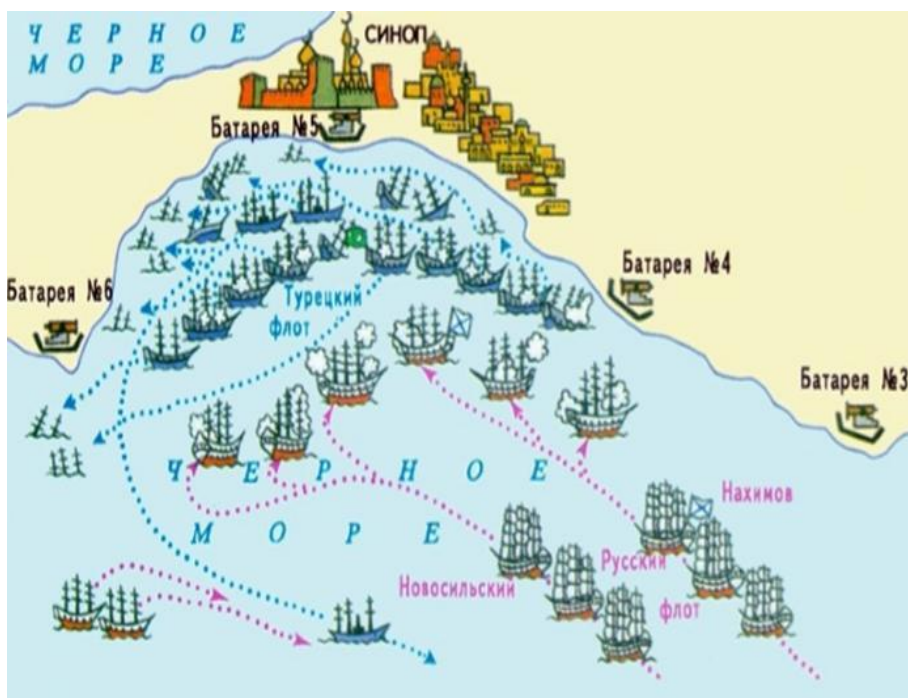 ЧЕРНОЕ
МОРЕ
СИНОП
Батарея №5
Батарея №4
Батарея №6
Турецкий
флот
Батарея №3
ЧЕРНОЕ
МОРЕ
Нахимов
Русский
Новосильский
флот